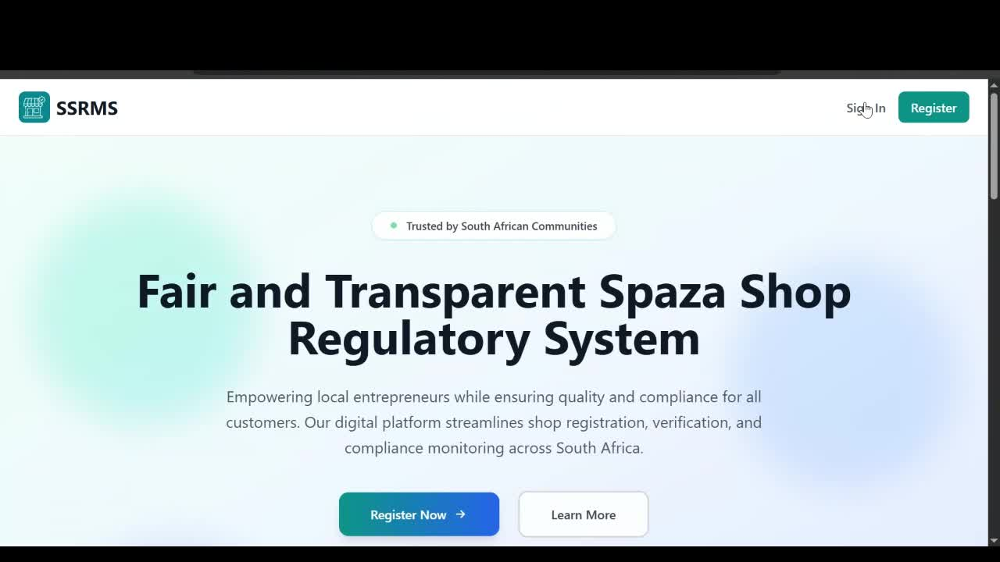 SSRMS
Sign In
Register
Trusted by South African Communities
Fair and Transparent Spaza Shop
Regulatory System
Empowering local entrepreneurs while ensuring quality and compliance for all
customers. Our digital platform streamlines shop registration, verification, and
compliance monitoring across South Africa.
Register Now →
Learn More